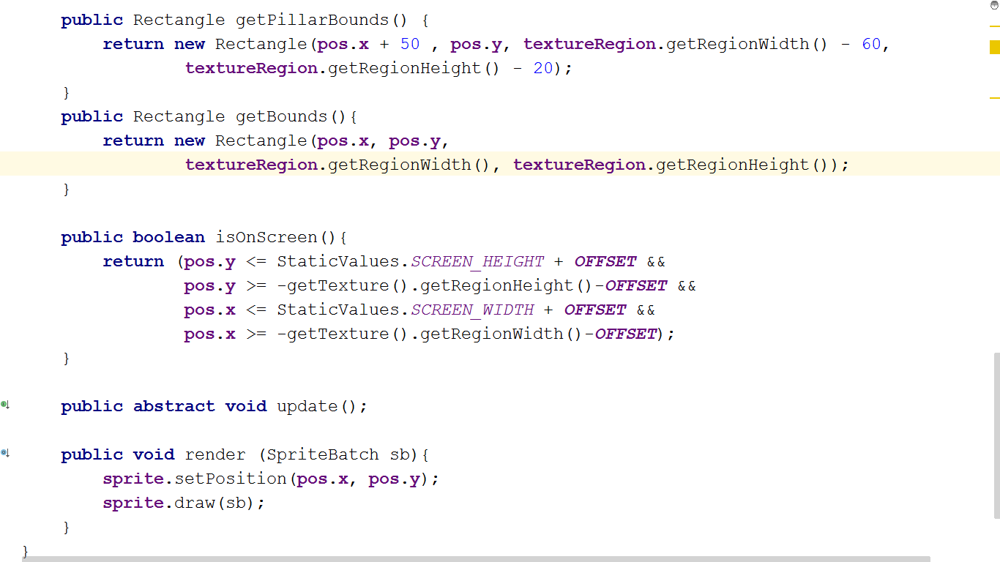 public Rectangle getPillarBounds() {
return new Rectangle(pos.x + 50 , pos.y, textureRegion.getRegionWidth() - 60,
textureRegion.getRegionHeight() - 20);
}
public Rectangle getBounds(){
return new Rectangle(pos.x, pos.y,
textureRegion.getRegionWidth(), textureRegion.getRegionHeight());
}
public boolean isOnScreen(){
return (pos.y <= StaticValues.SCREEN_HEIGHT + OFFSET &&
pos.y >= -getTexture().getRegionHeight()-OFFSET &&
pos.x <= StaticValues.SCREEN_WIDTH + OFFSET &&
pos.x >= -getTexture().getRegionWidth()-OFFSET);
}
public abstract void update();
public void render (SpriteBatch sb){
sprite.setPosition(pos.x, pos.y);
sprite.draw(sb);
}
}